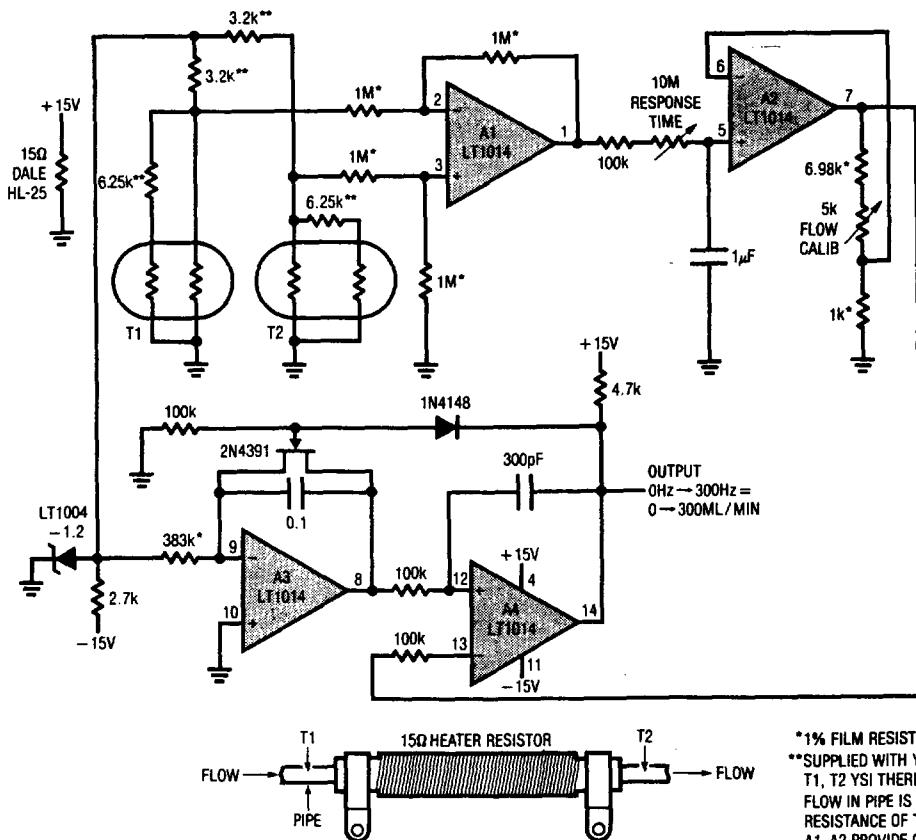 3.2k**
3.2k**
1M*
+15V
15Ω
DALE
HL-25
6.25k**
1M*
2
3
A1
LT1014
1
1M*
6.25k**
1M*
T1
T2
100k
10M
RESPONSE
TIME
6
5
A2
LT1014
7
6.98k*
5k
FLOW
CALIB
1µF
1k*
+15V
4.7k
100k
1N4148
2N4391
0.1
300pF
OUTPUT
0Hz→300Hz=
0→300ML/MIN
LT1004
-1.2
383k*
2.7k
-15V
9
10
A3
LT1014
8
100k
100k
+15V
12
13
4
A4
LT1014
11
14
-15V
T1
15Ω HEATER RESISTOR
T2
FLOW
FLOW
PIPE
*1% FILM RESIST
**SUPPLIED WITH Y
T1, T2 YSI THER
FLOW IN PIPE IS
RESISTANCE OF
A1, A2 PROVIDE